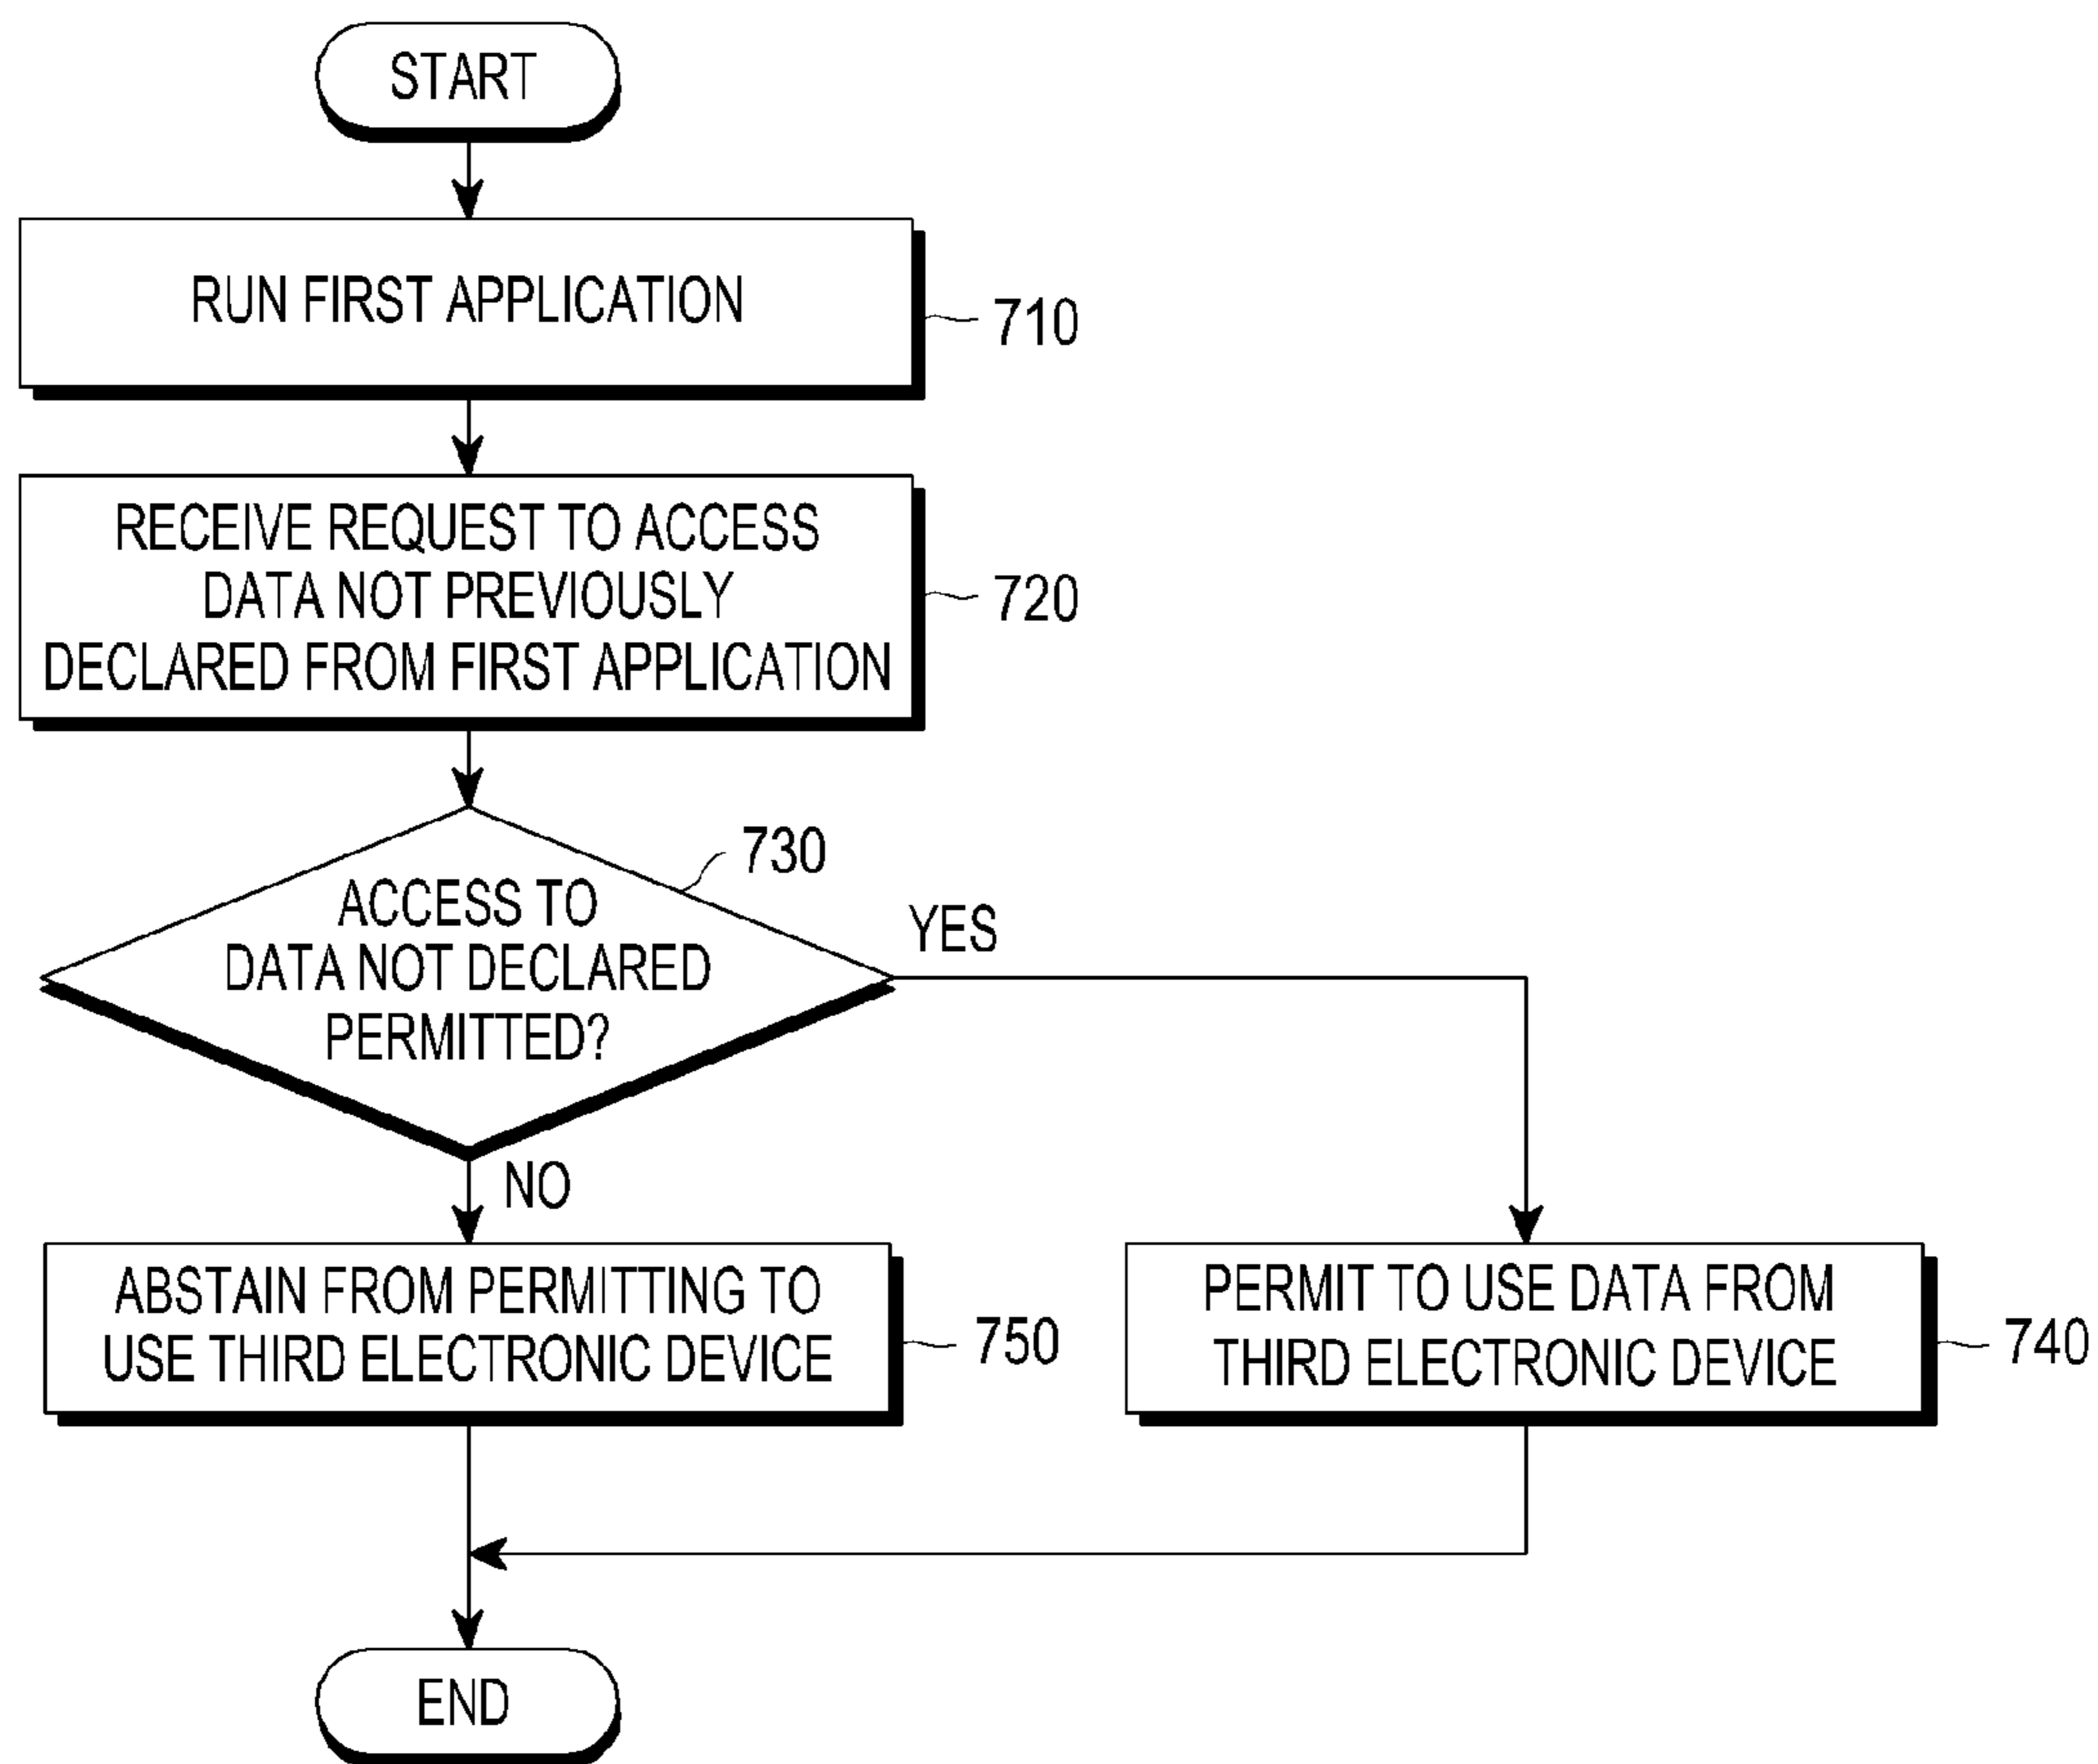 START
RUN FIRST APPLICATION
710
RECEIVE REQUEST TO ACCESS
DATA NOT PREVIOUSLY
DECLARED FROM FIRST APPLICATION
720
730
ACCESS TO
DATA NOT DECLARED
PERMITTED?
YES
NO
ABSTAIN FROM PERMITTING TO
USE THIRD ELECTRONIC DEVICE
750
PERMIT TO USE DATA FROM
THIRD ELECTRONIC DEVICE
740
END